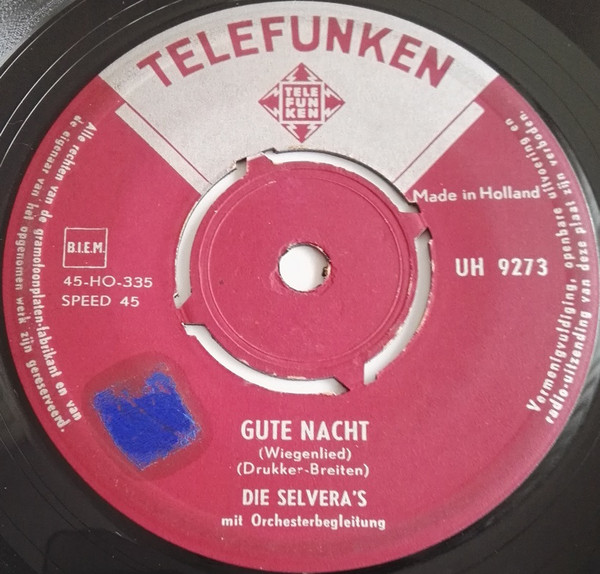 TELEFUNKEN
TELE
FUN
KEN
Made in Holland
B.I.E.M.
45-HO-335
SPEED 45
UH 9273
GUTE NACHT
(Wiegenlied)
(Drukker-Breiten)
DIE SELVERA'S
mit Orchesterbegleitung
Alle rechten van de gramofoonplaten-fabrikant en van
de eigenaar van het opgenomen werk zijn gereserveerd.
Vermenigvuldiging, openbare uitvoering en
radio-uitzending van deze plaat zijn verboden.